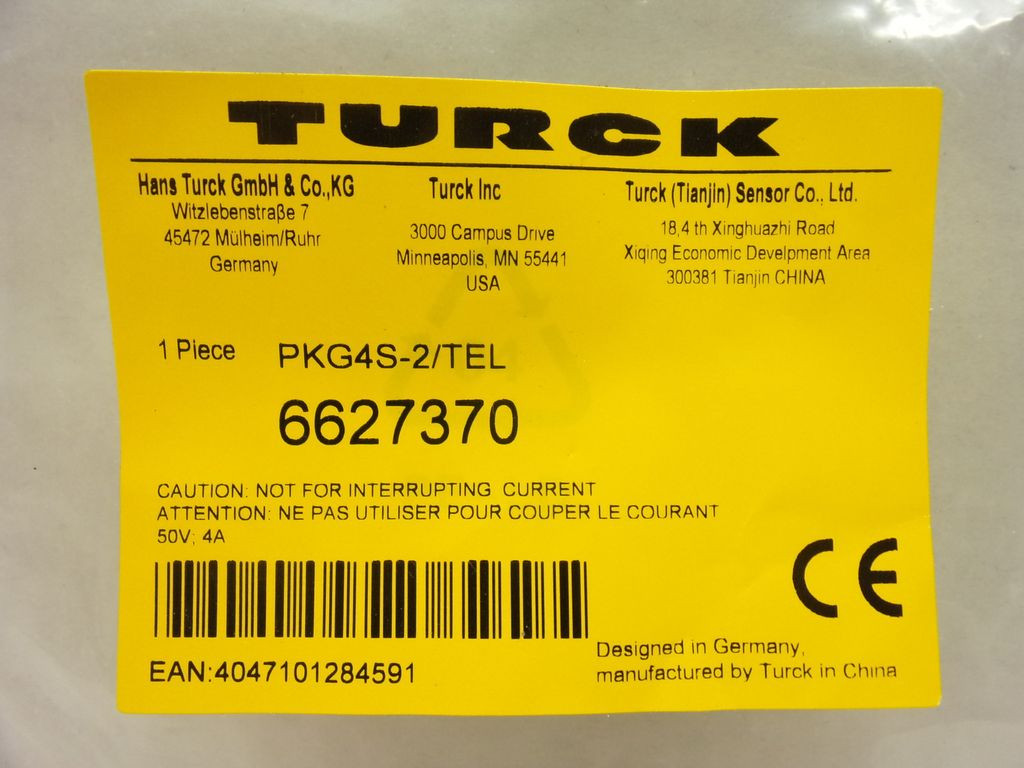 TURCK
Hans Turck GmbH & Co.,KG
Witzlebenstraße 7
45472 Mülheim/Ruhr
Germany
Turck Inc
3000 Campus Drive
Minneapolis, MN 55441
USA
Turck (Tianjin) Sensor Co., Ltd.
18,4 th Xinghuazhi Road
Xiqing Economic Develpment Area
300381 Tianjin CHINA
1 Piece PKG4S-2/TEL
6627370
CAUTION: NOT FOR INTERRUPTING CURRENT
ATTENTION: NE PAS UTILISER POUR COUPER LE COURANT
50V; 4A
CE
EAN:4047101284591
Designed in Germany,
manufactured by Turck in China